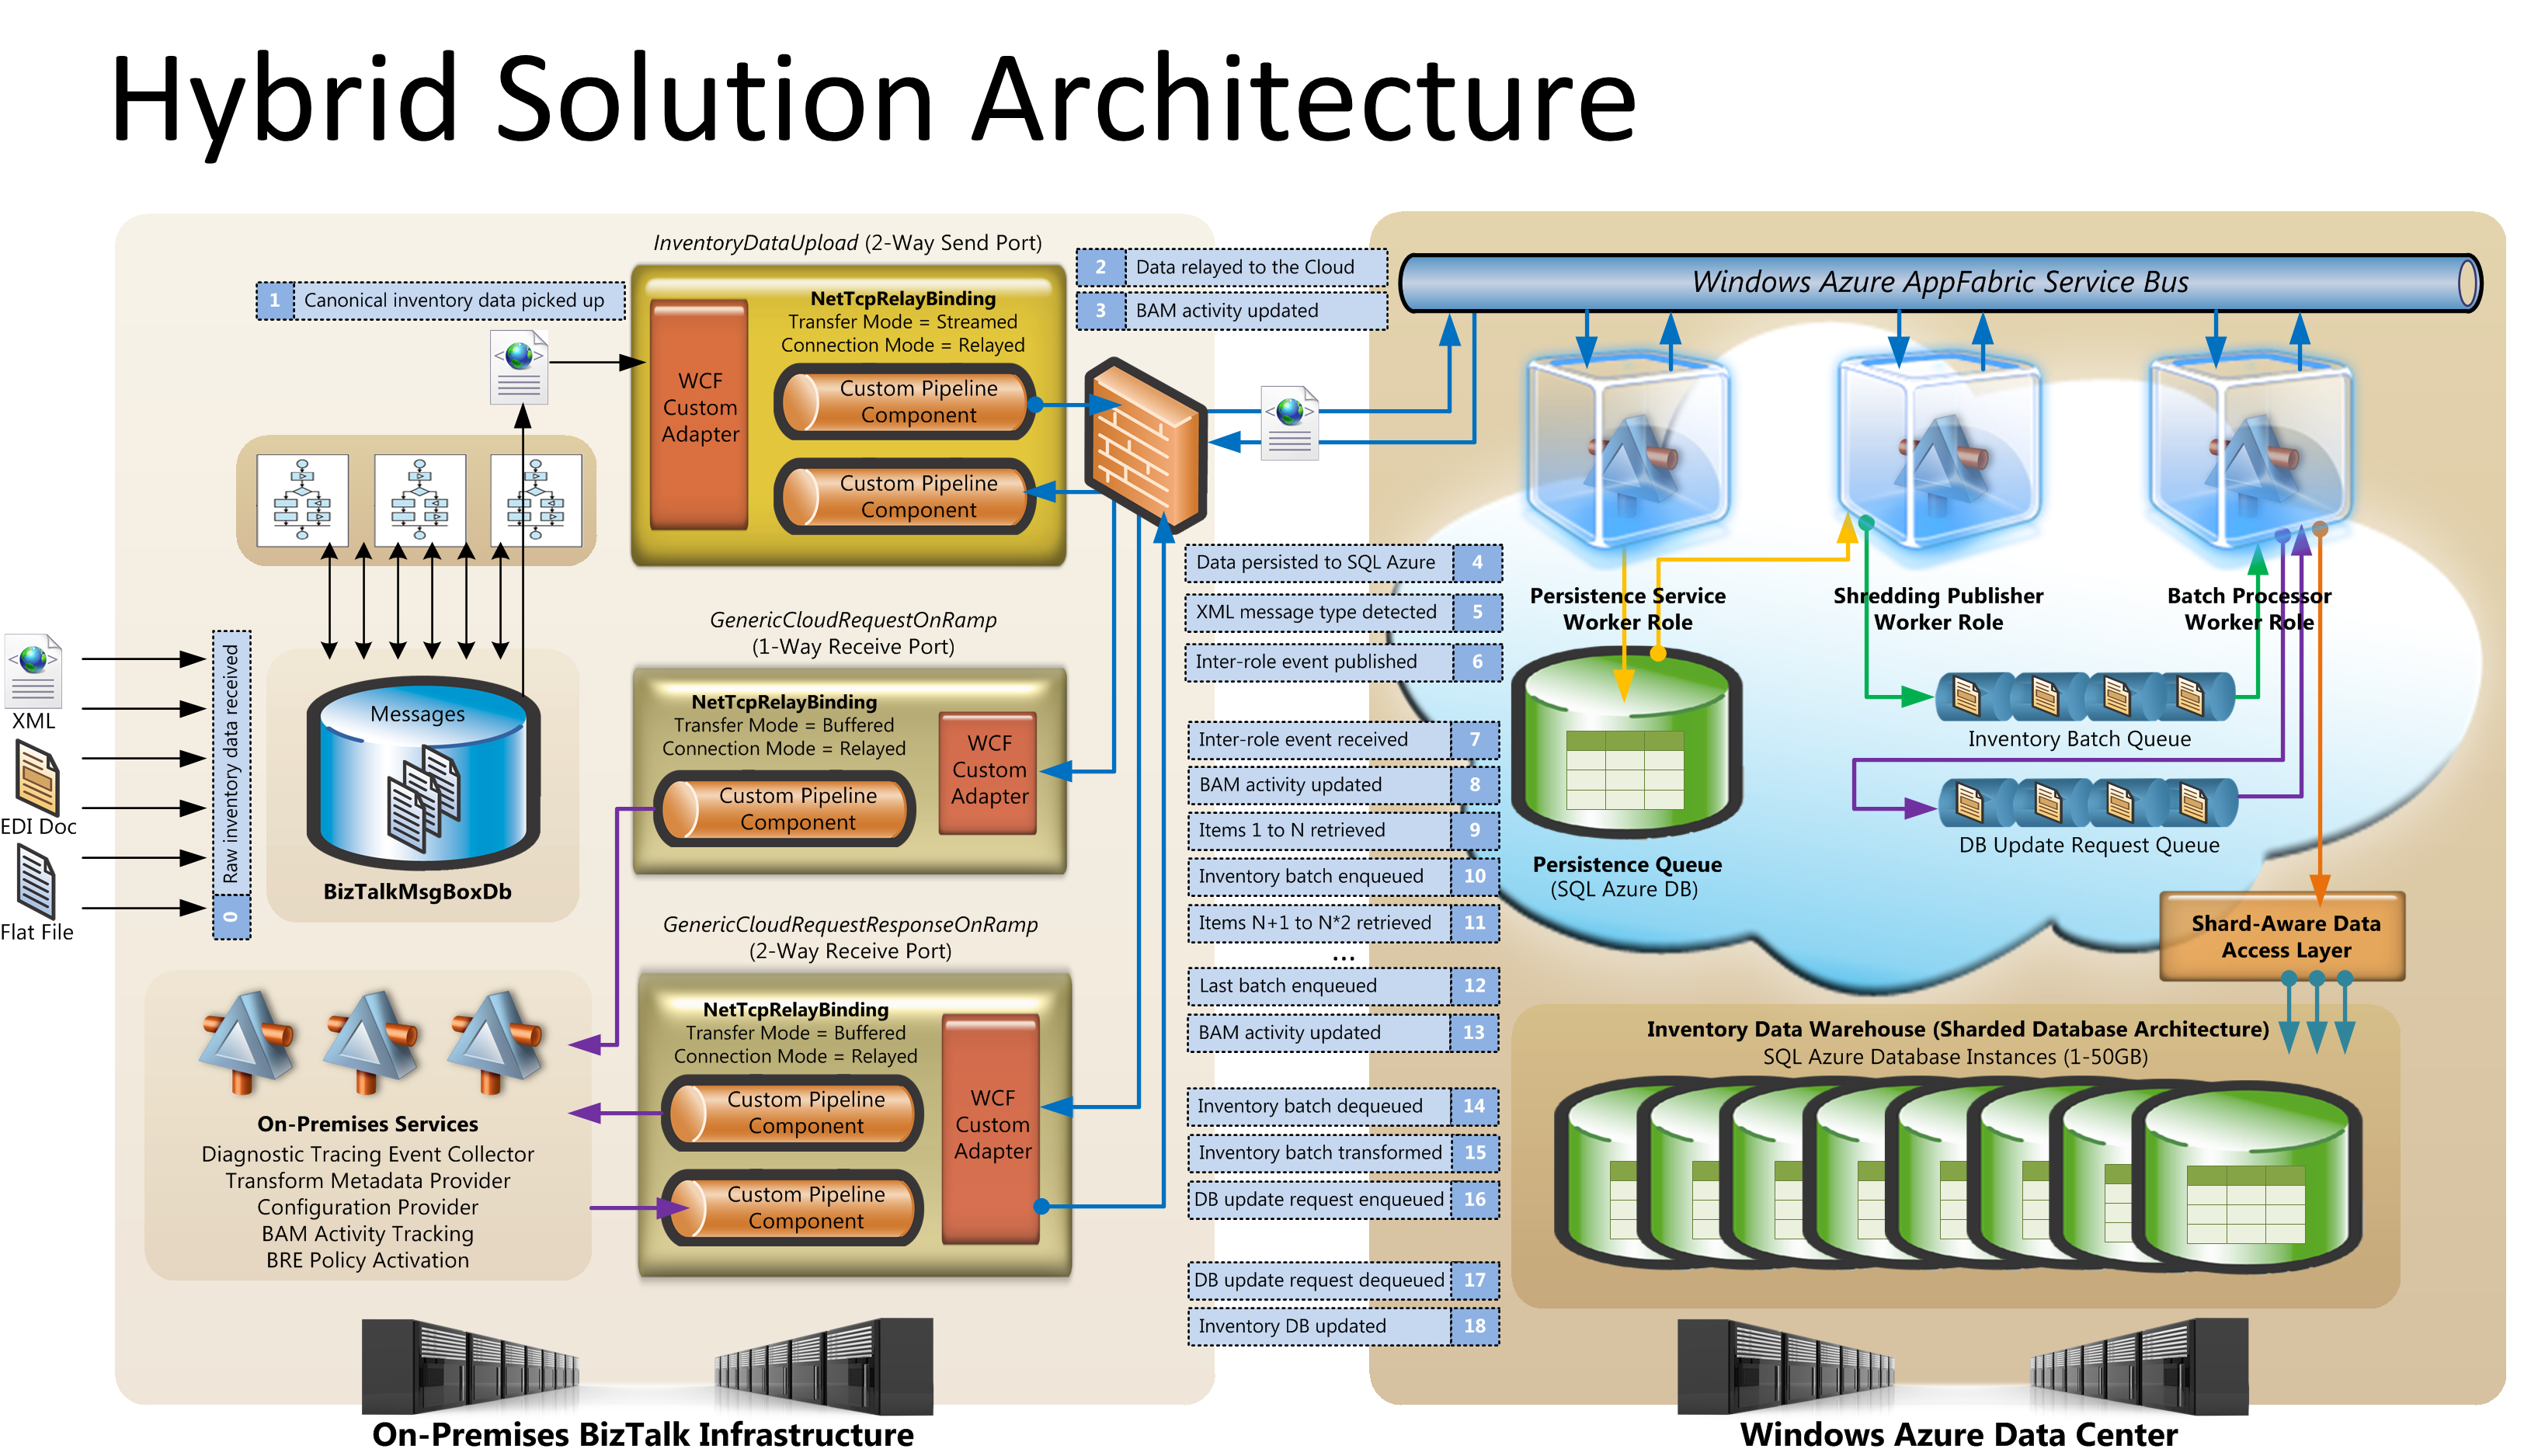 Hybrid Solution Architecture
InventoryDataUpload (2-Way Send Port)
1 Canonical inventory data picked up
NetTcpRelayBinding
Transfer Mode = Streamed
Connection Mode = Relayed
WCF
Custom
Adapter
Custom Pipeline
Component
Custom Pipeline
Component
2 Data relayed to the Cloud
3 BAM activity updated
Windows Azure AppFabric Service Bus
XML
EDI Doc
Flat File
0 Raw inventory data received
Messages
BizTalkMsgBoxDb
GenericCloudRequestOnRamp
(1-Way Receive Port)
NetTcpRelayBinding
Transfer Mode = Buffered
Connection Mode = Relayed
Custom Pipeline
Component
WCF
Custom
Adapter
GenericCloudRequestResponseOnRamp
(2-Way Receive Port)
NetTcpRelayBinding
Transfer Mode = Buffered
Connection Mode = Relayed
Custom Pipeline
Component
Custom Pipeline
Component
WCF
Custom
Adapter
On-Premises Services
Diagnostic Tracing Event Collector
Transform Metadata Provider
Configuration Provider
BAM Activity Tracking
BRE Policy Activation
On-Premises BizTalk Infrastructure
Data persisted to SQL Azure 4
XML message type detected 5
Inter-role event published 6
Inter-role event received 7
BAM activity updated 8
Items 1 to N retrieved 9
Inventory batch enqueued 10
Items N+1 to N*2 retrieved 11
...
Last batch enqueued 12
BAM activity updated 13
Inventory batch dequeued 14
Inventory batch transformed 15
DB update request enqueued 16
DB update request dequeued 17
Inventory DB updated 18
Persistence Service
Worker Role
Shredding Publisher
Worker Role
Batch Processor
Worker Role
Inventory Batch Queue
DB Update Request Queue
Persistence Queue
(SQL Azure DB)
Shard-Aware Data
Access Layer
Inventory Data Warehouse (Sharded Database Architecture)
SQL Azure Database Instances (1-50GB)
Windows Azure Data Center